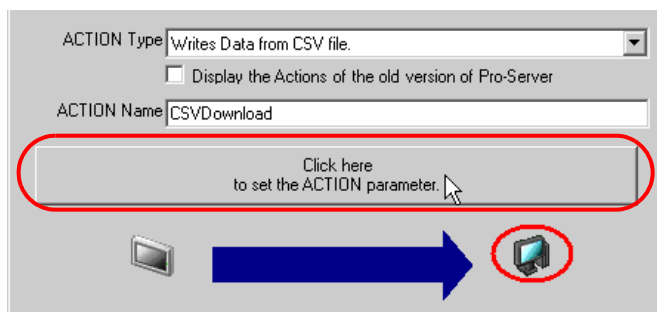 ACTION Type Writes Data from CSV file.
Display the Actions of the old version of Pro-Server
ACTION Name CSVDownload
Click here
to set the ACTION parameter.